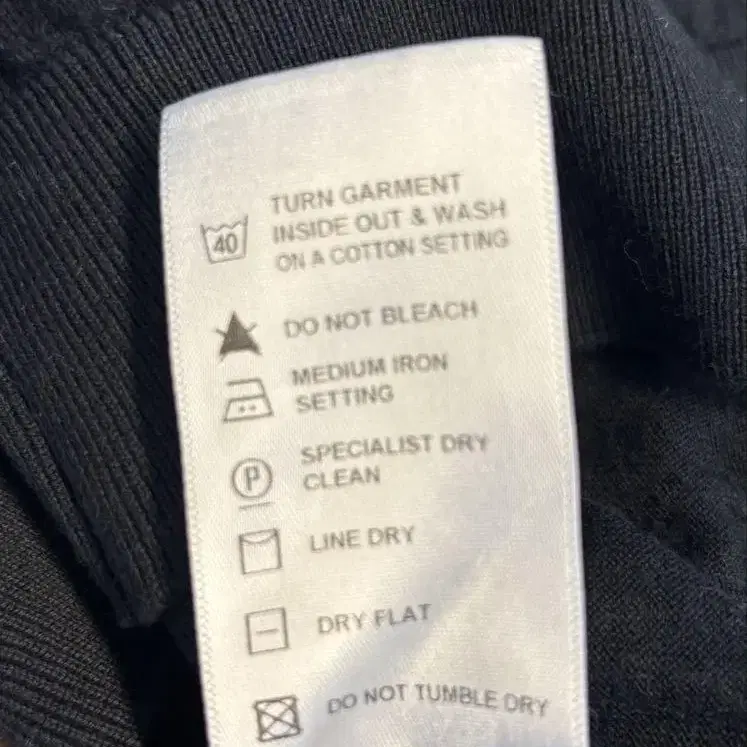 40
TURN GARMENT
INSIDE OUT & WASH
ON A COTTON SETTING
DO NOT BLEACH
MEDIUM IRON
SETTING
P
SPECIALIST DRY
CLEAN
LINE DRY
DRY FLAT
DO NOT TUMBLE DRY